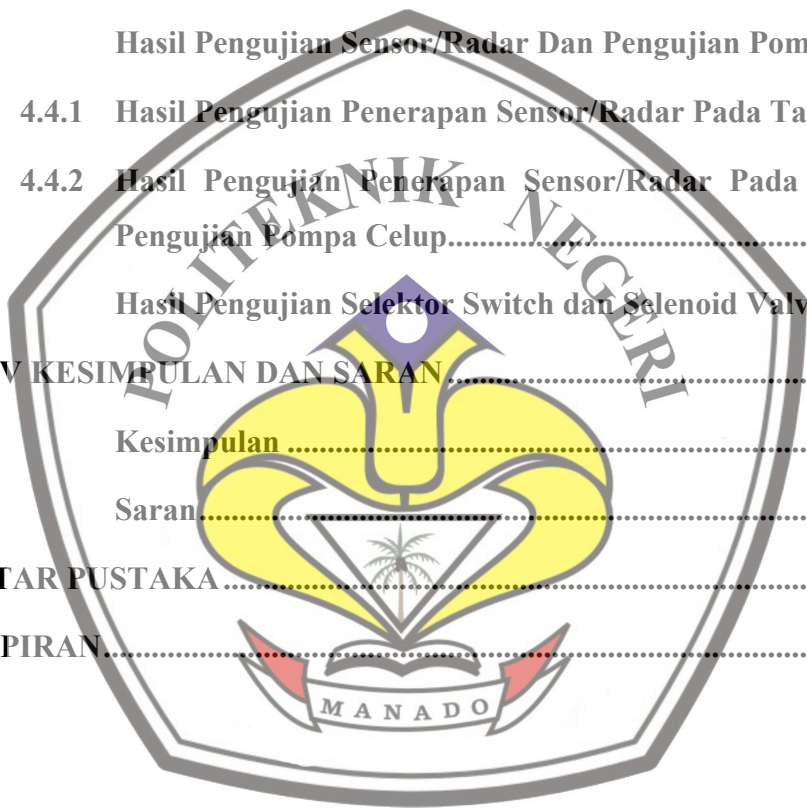 Hasil Pengujian Sensor/Radar Dan Pengujian Pom
4.4.1 Hasil Pengujian Penerapan Sensor/Radar Pada Ta
4.4.2 Hasil Pengujian Penerapan Sensor/Radar Pada
Pengujian Pompa Celup..............................................
Hasil Pengujian Selektor Switch dan Selenoid Valv
V KESIMPULAN DAN SARAN..............................................
Kesimpulan..............................................
Saran..............................................
TAR PUSTAKA..............................................
PIRAN..............................................
POLITEKNIK NEGERI
MANADO